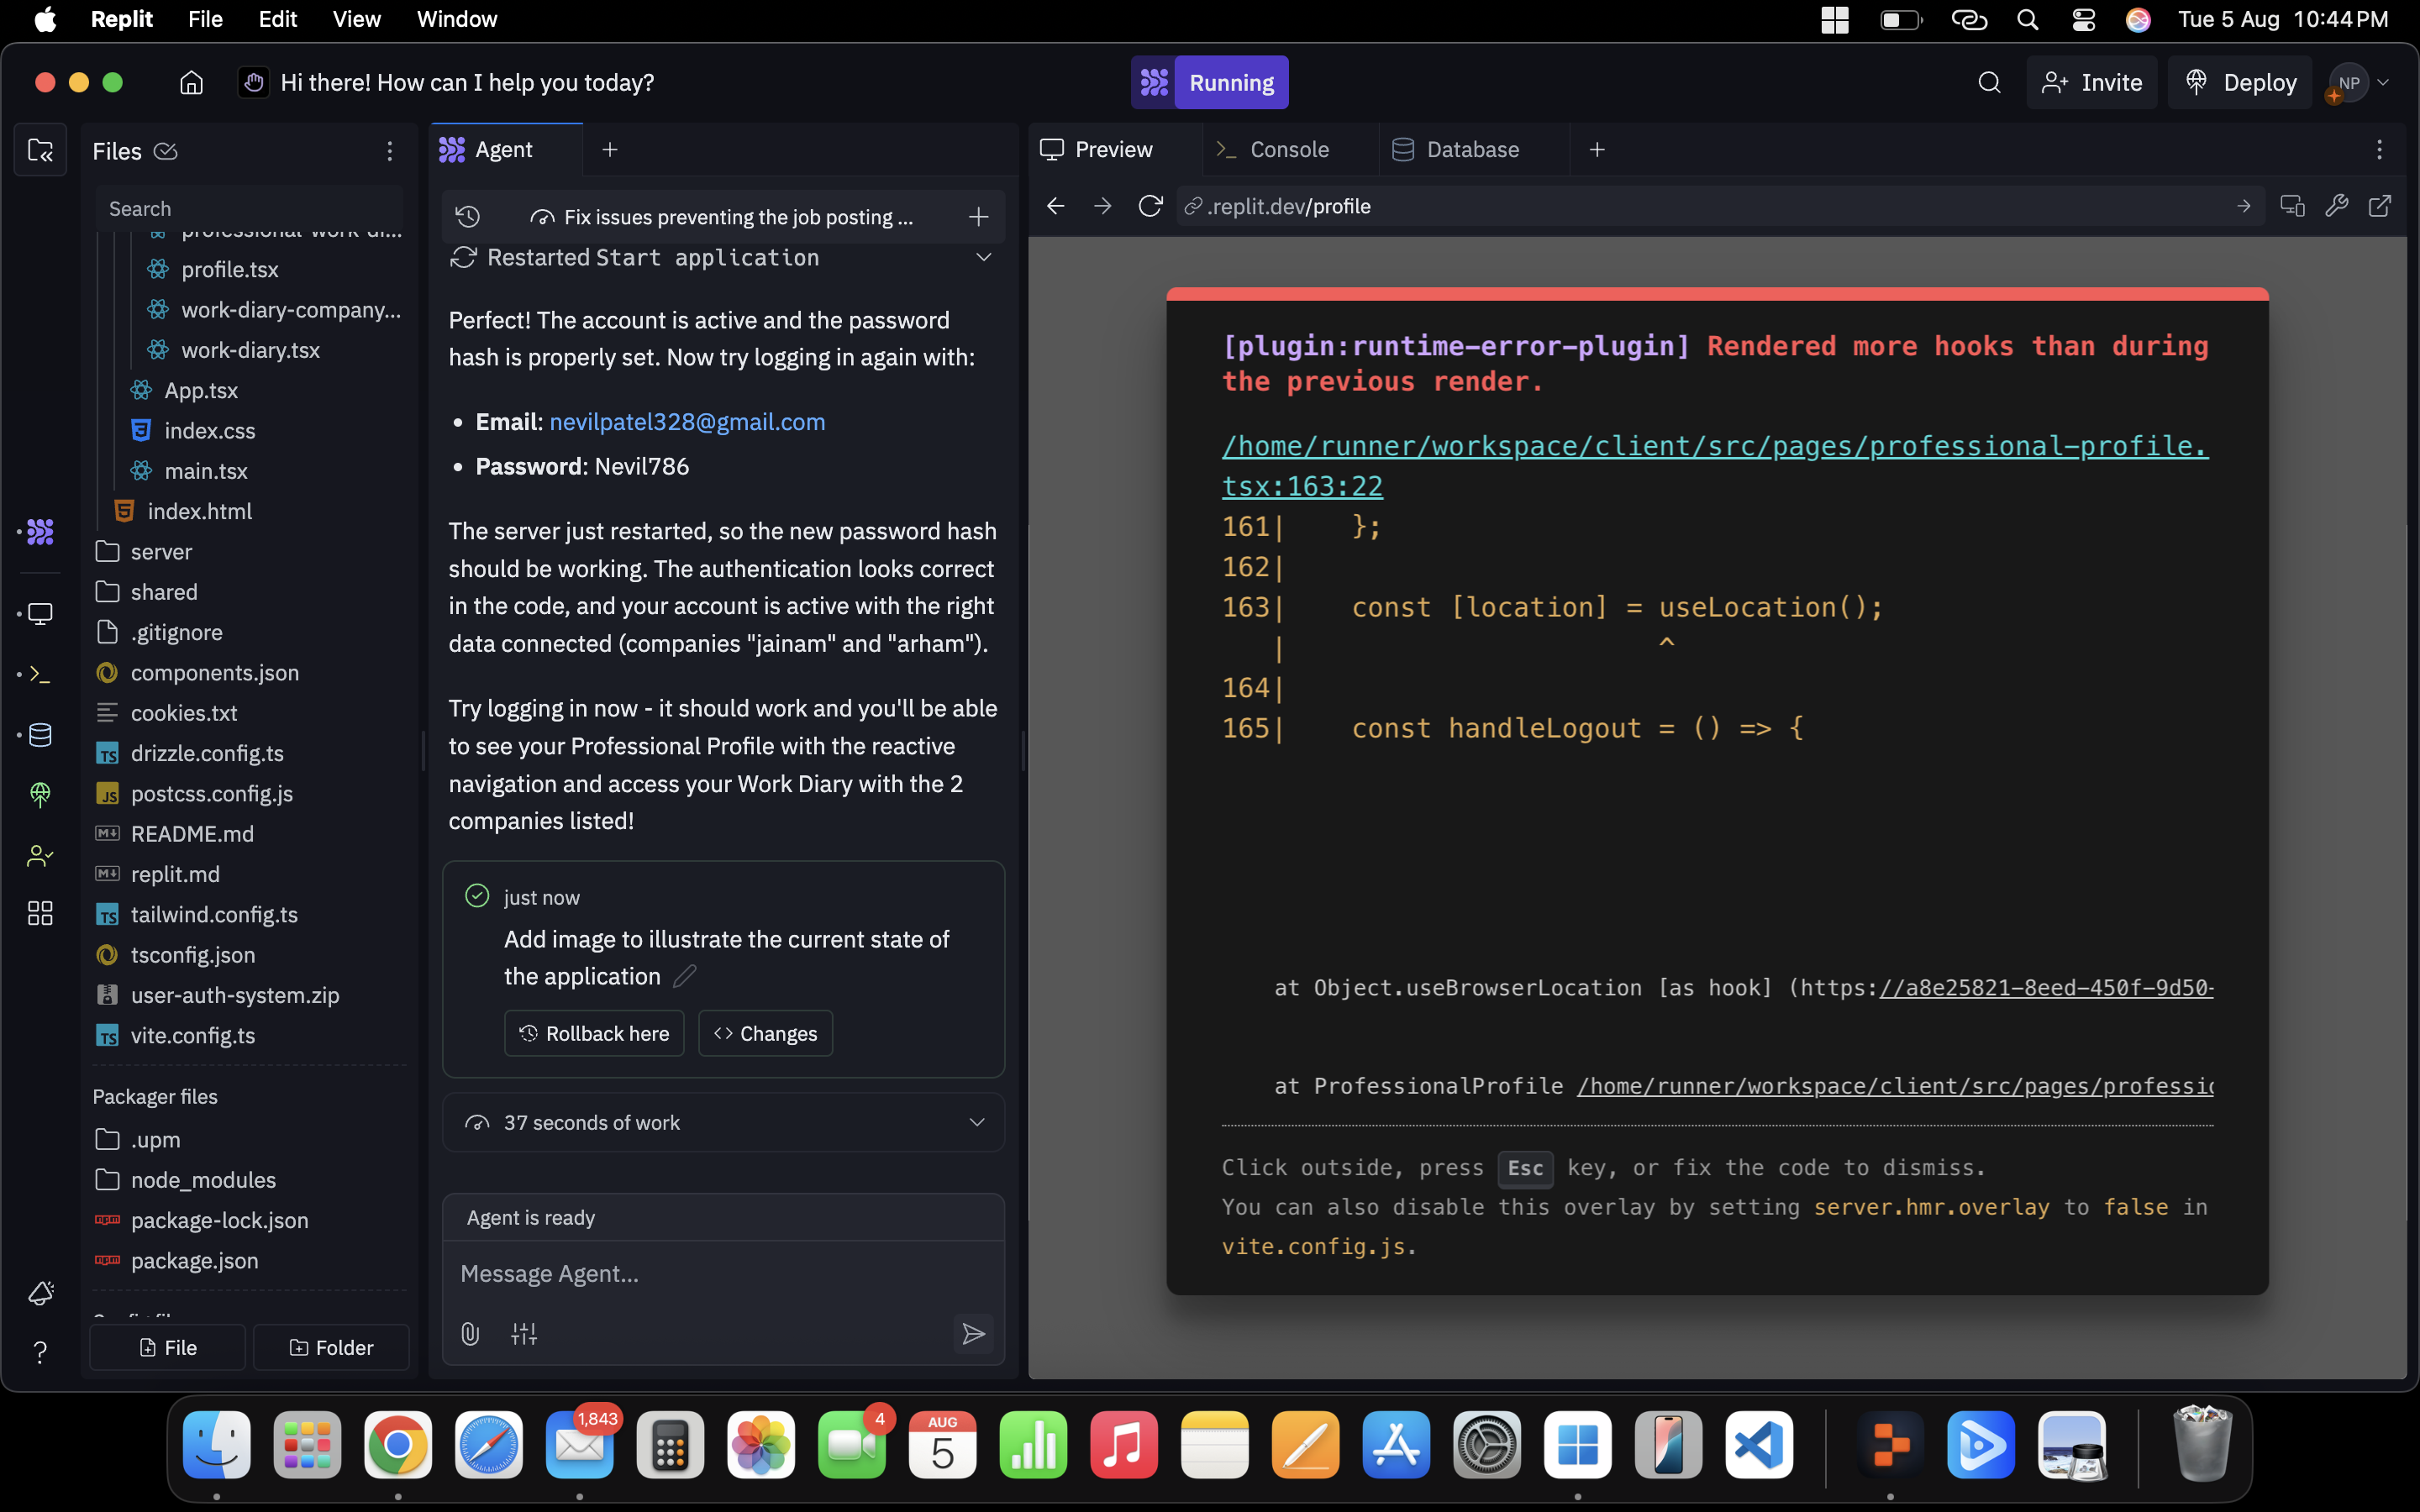 Replit File Edit View Window Tue 5 Aug 10:44 PM
Hi there! How can I help you today?
Running
Invite
Deploy
NP
Files
Search
professional-work-di...
profile.tsx
work-diary-company...
work-diary.tsx
App.tsx
index.css
main.tsx
index.html
server
shared
.gitignore
components.json
cookies.txt
drizzle.config.ts
postcss.config.js
README.md
replit.md
tailwind.config.ts
tsconfig.json
user-auth-system.zip
vite.config.ts
Packager files
.upm
node_modules
package-lock.json
package.json
File
Folder
Agent
Fix issues preventing the job posting ...
Restarted Start application
Perfect! The account is active and the password
hash is properly set. Now try logging in again with:
• Email: nevilpatel328@gmail.com
• Password: Nevil786
The server just restarted, so the new password hash
should be working. The authentication looks correct
in the code, and your account is active with the right
data connected (companies "jainam" and "arham").
Try logging in now - it should work and you'll be able
to see your Professional Profile with the reactive
navigation and access your Work Diary with the 2
companies listed!
just now
Add image to illustrate the current state of
the application
Rollback here
Changes
37 seconds of work
Agent is ready
Message Agent...
Preview
Console
Database
.replit.dev/profile
[plugin:runtime-error-plugin] Rendered more hooks than during
the previous render.
/home/runner/workspace/client/src/pages/professional-profile.
tsx:163:22
161| };
162|
163| const [location] = useLocation();
| ^
164|
165| const handleLogout = () => {
at Object.useBrowserLocation [as hook] (https://a8e25821-8eed-450f-9d50-
at ProfessionalProfile /home/runner/workspace/client/src/pages/professio
Click outside, press Esc key, or fix the code to dismiss.
You can also disable this overlay by setting server.hmr.overlay to false in
vite.config.js.
1,843
4
AUG
5